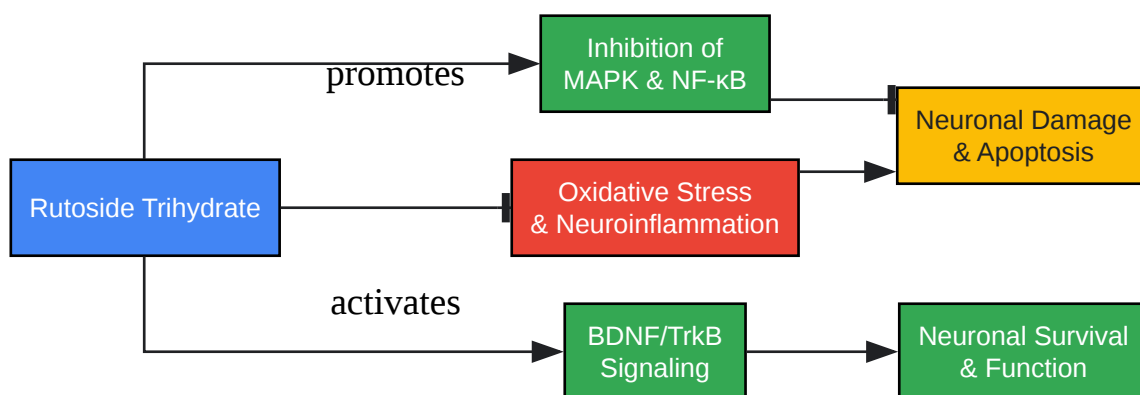 Inhibition of
MAPK & NF-κB
promotes
Neuronal Damage
& Apoptosis
Rutoside Trihydrate
Oxidative Stress
& Neuroinflammation
activates
BDNF/TrkB
Signaling
Neuronal Survival
& Function